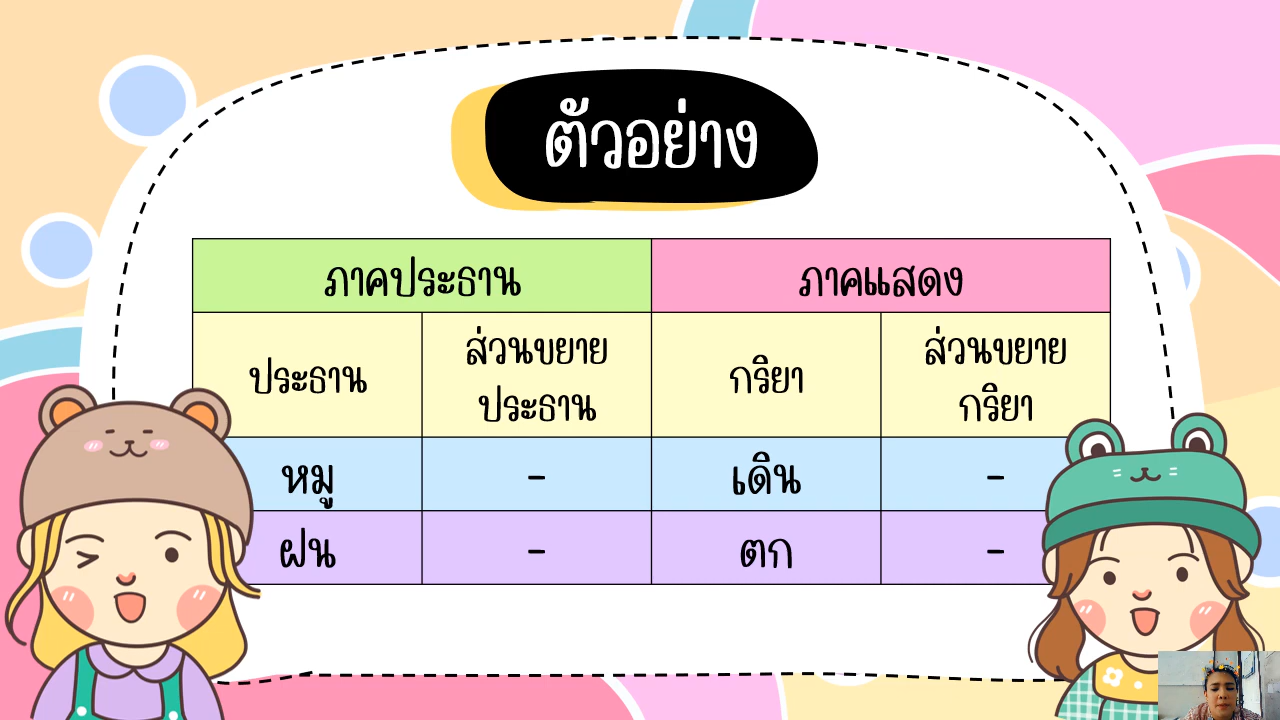 ตัวอย่าง
ภาคประธาน ภาคแสดง
ประธาน ส่วนขยาย ประธาน กริยา ส่วนขยาย กริยา
หมู - เดิน -
ฝน - ตก -